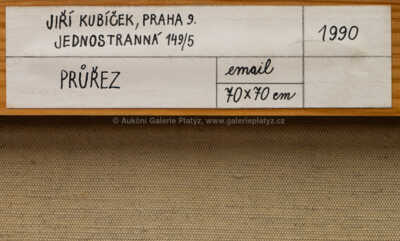 JIŘÍ KUBÍČEK, PRAHA 9.
JEDNOSTRANNÁ 149/5
1990
PRŮŘEZ
email
70×70 cm
© Aukční Galerie Platýz, www.galerieplatyz.cz